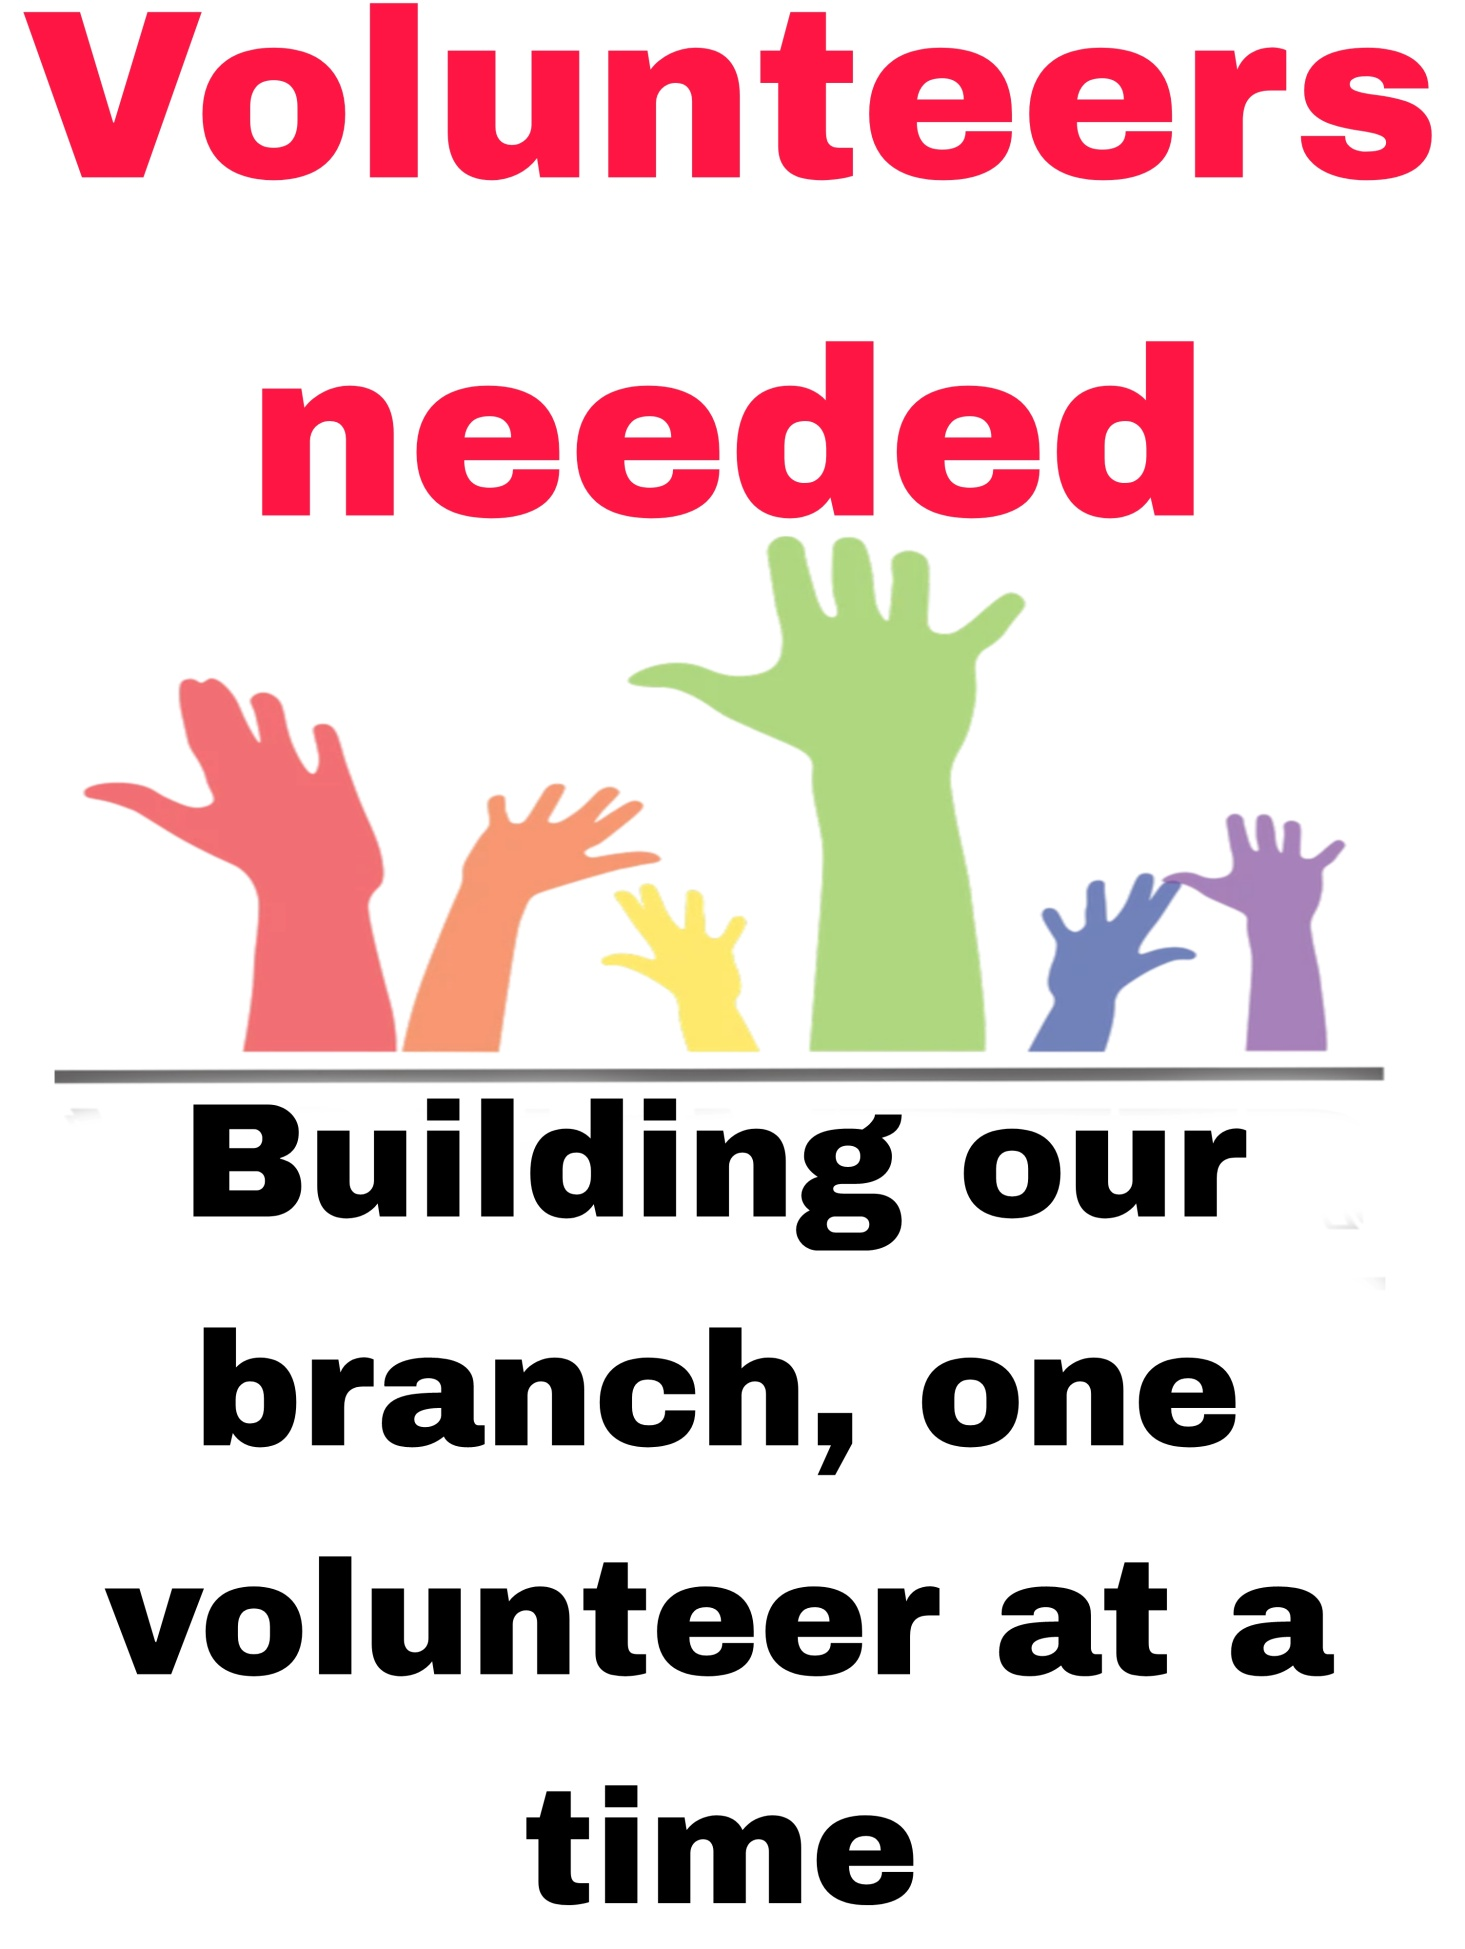 Volunteers
needed
Building our
branch, one
volunteer at a
time